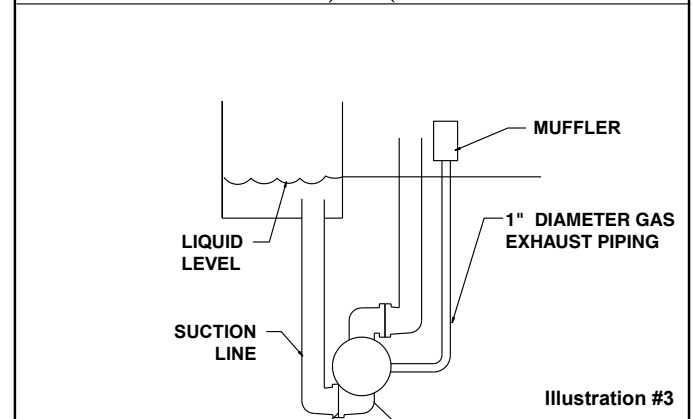 MUFFLER
1" DIAMETER GAS
EXHAUST PIPING
LIQUID
LEVEL
SUCTION
LINE
Illustration #3